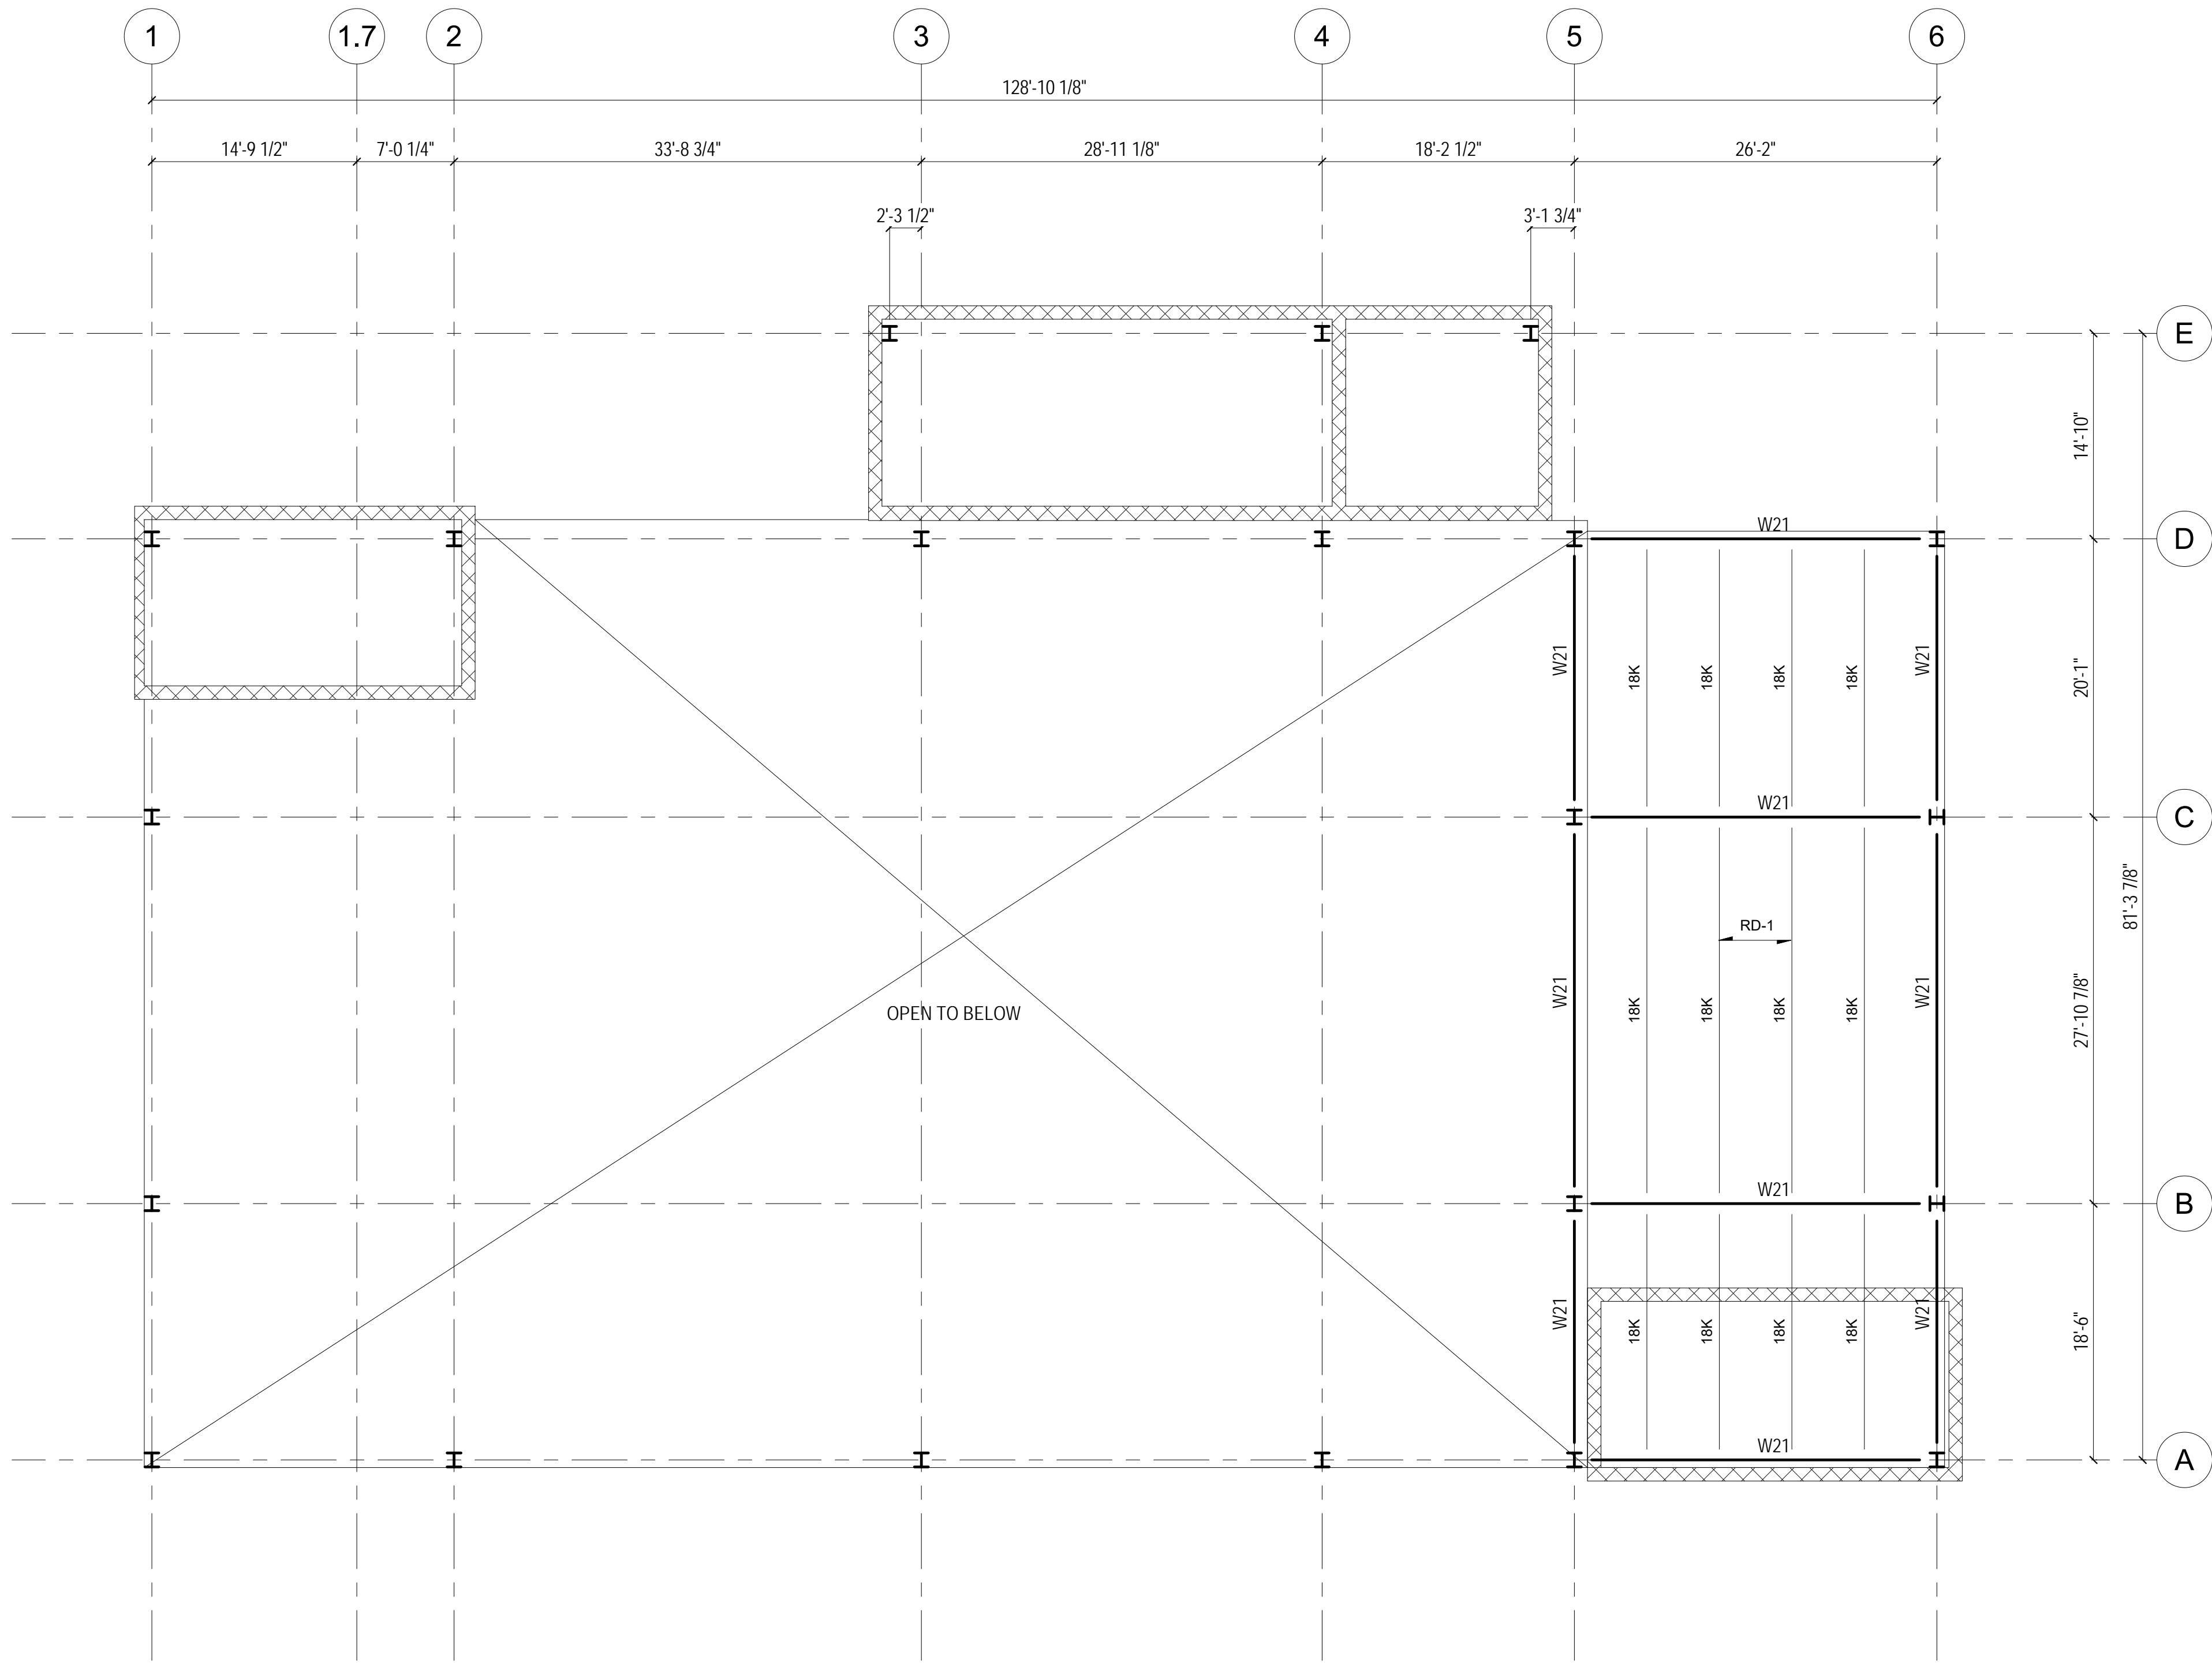 1
1.7
2
3
4
5
6
128'-10 1/8"
14'-9 1/2"
7'-0 1/4"
33'-8 3/4"
28'-11 1/8"
18'-2 1/2"
26'-2"
2'-3 1/2"
3'-1 3/4"
E
14'-10"
W21
D
W21
18K
18K
18K
18K
W21
20'-1"
W21
C
81'-3 7/8"
RD-1
W21
18K
18K
18K
18K
W21
27'-10 7/8"
OPEN TO BELOW
W21
B
W21
18K
18K
18K
18K
W21
18'-6"
W21
A